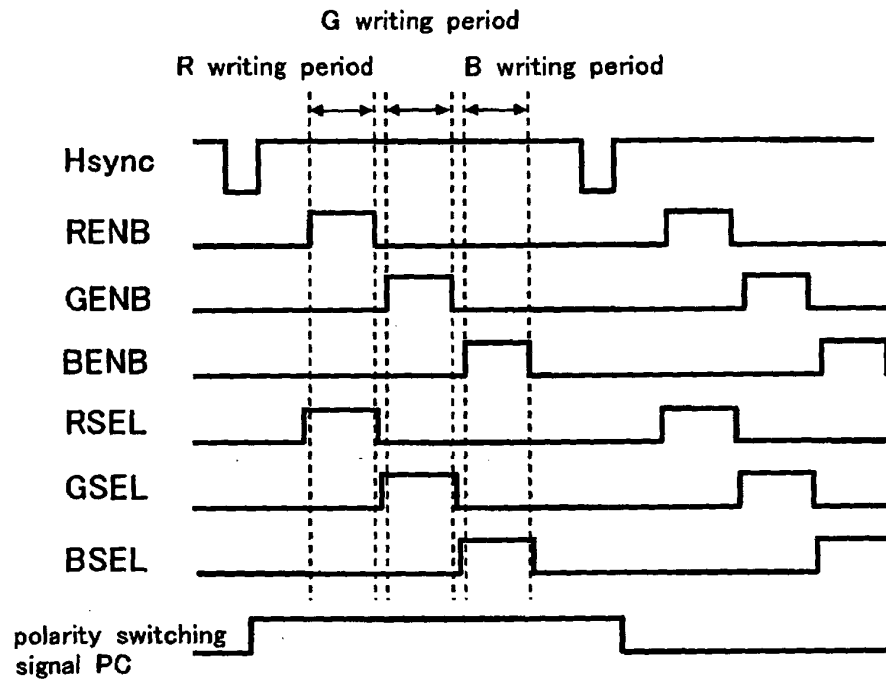 G writing period
R writing period
B writing period
Hsync
RENB
GENB
BENB
RSEL
GSEL
BSEL
polarity switching
signal PC